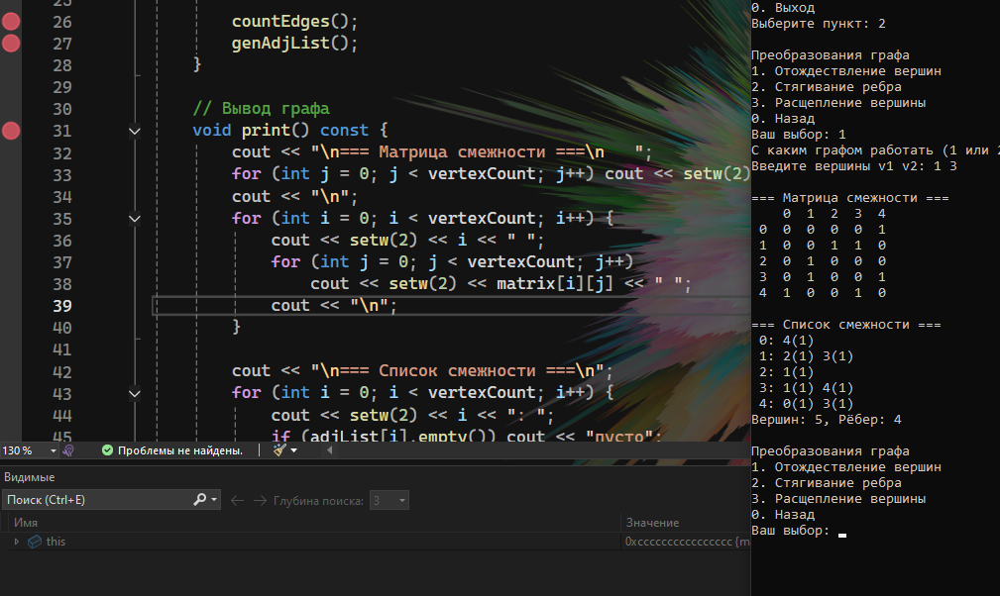 25
26 countEdges();
27 genAdjList();
28 }
29
30 // Вывод графа
31 void print() const {
32 cout << "\n=== Матрица смежности ===\n   ";
33 for (int j = 0; j < vertexCount; j++) cout << setw(2)
34 cout << "\n";
35 for (int i = 0; i < vertexCount; i++) {
36 cout << setw(2) << i << " ";
37 for (int j = 0; j < vertexCount; j++)
38 cout << setw(2) << matrix[i][j] << " ";
39 cout << "\n";
40 }
41
42 cout << "\n=== Список смежности ===\n";
43 for (int i = 0; i < vertexCount; i++) {
44 cout << setw(2) << i << ": ";
45 if (adjList[i].empty()) cout << "пусто";
130 %
Проблемы не найдены.
Видимые
Поиск (Ctrl+E)
Глубина поиска: 3
Имя Значение
this 0xcccccccccccccccc {m
0. Выход
Выберите пункт: 2
Преобразования графа
1. Отождествление вершин
2. Стягивание ребра
3. Расщепление вершины
0. Назад
Ваш выбор: 1
С каким графом работать (1 или 2
Введите вершины v1 v2: 1 3
=== Матрица смежности ===
0 1 2 3 4
0 0 0 0 0 1
1 0 0 1 1 0
2 0 1 0 0 0
3 0 1 0 0 1
4 1 0 0 1 0
=== Список смежности ===
0: 4(1)
1: 2(1) 3(1)
2: 1(1)
3: 1(1) 4(1)
4: 0(1) 3(1)
Вершин: 5, Рёбер: 4
Преобразования графа
1. Отождествление вершин
2. Стягивание ребра
3. Расщепление вершины
0. Назад
Ваш выбор: